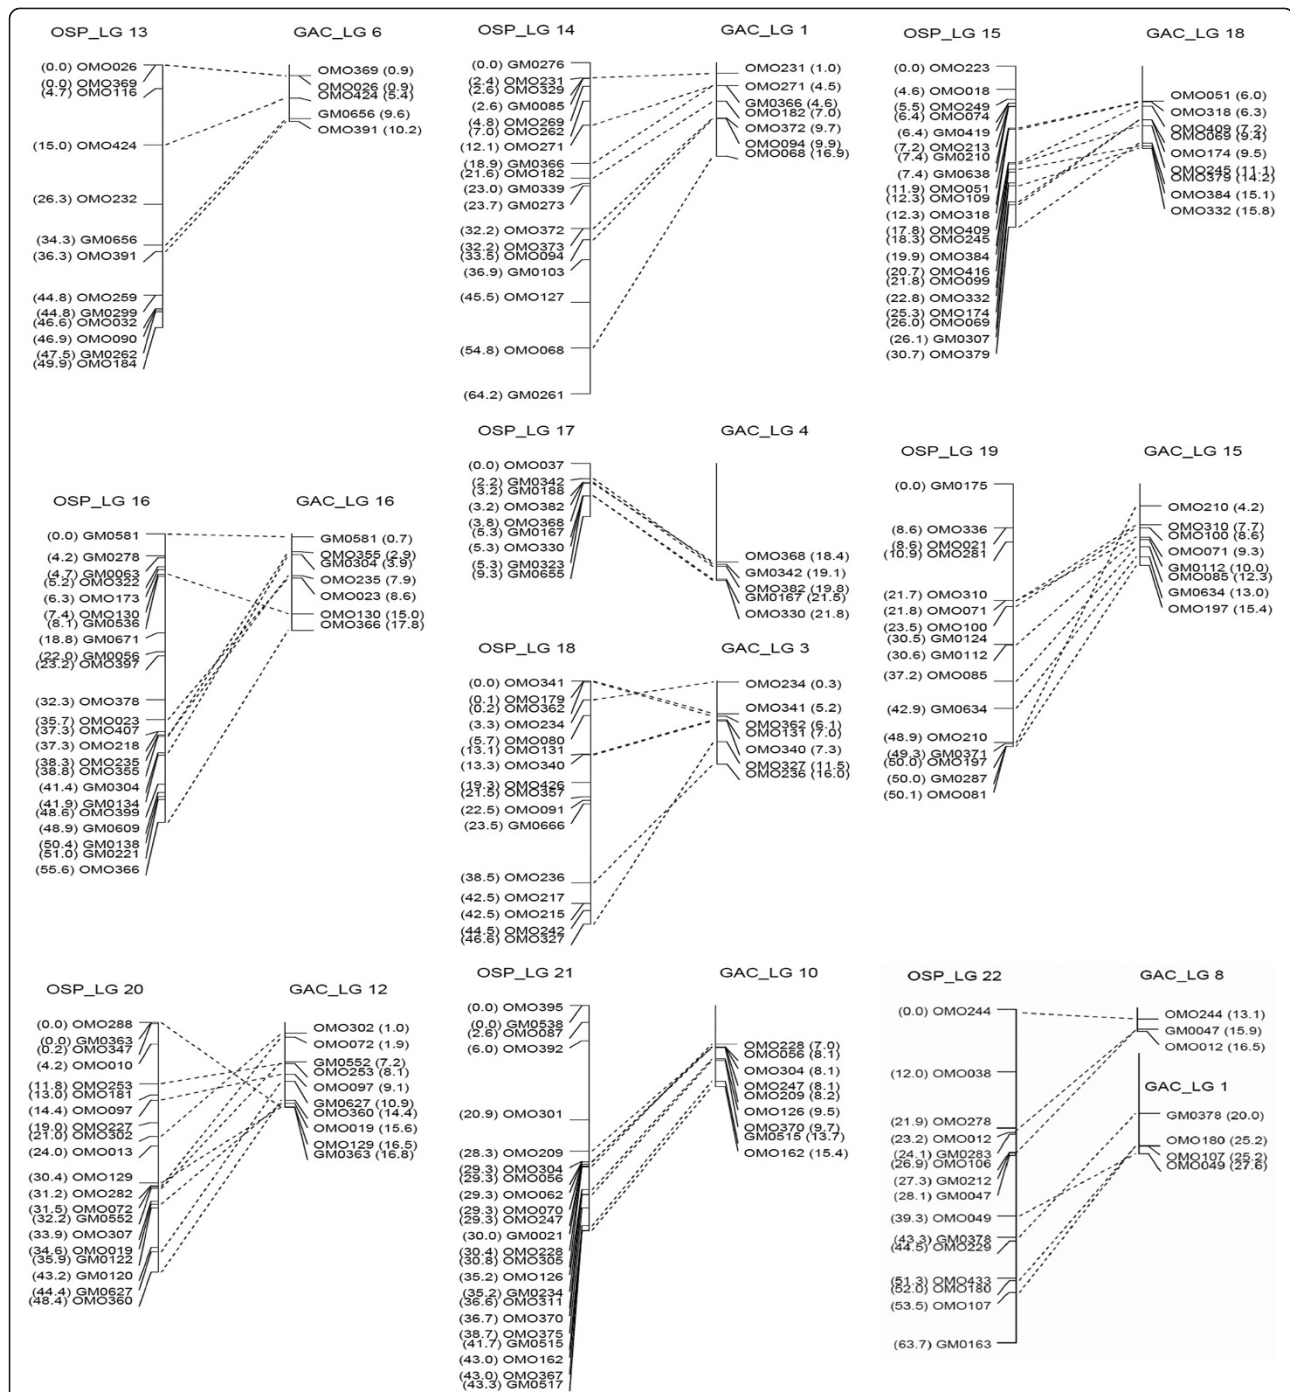 OSP_LG 13
GAC_LG 6
(0.0) OMO026
(0.0) OMO369
(4.7) OMO116
(15.0) OMO424
(26.3) OMO232
(34.3) GM0656
(36.3) OMO391
(44.8) OMO259
(44.8) GM0299
(46.6) OMO032
(46.9) OMO090
(47.5) GM0262
(49.9) OMO184
OMO369 (0.9)
OMO026 (0.9)
OMO424 (5.4)
GM0656 (9.6)
OMO391 (10.2)
OSP_LG 14
GAC_LG 1
(0.0) GM0276
(2.4) OMO231
(2.6) OMO329
(2.6) GM0085
(4.8) OMO269
(7.0) OMO262
(12.1) OMO271
(18.9) GM0366
(21.6) OMO182
(23.0) GM0339
(23.7) GM0273
(32.2) OMO372
(32.2) OMO373
(33.5) OMO094
(36.9) GM0103
(45.5) OMO127
(54.8) OMO068
(64.2) GM0261
OMO231 (1.0)
OMO271 (4.5)
GM0366 (4.6)
OMO182 (7.0)
OMO372 (9.7)
OMO094 (9.9)
OMO068 (16.9)
OSP_LG 15
GAC_LG 18
(0.0) OMO223
(4.6) OMO018
(5.5) OMO249
(6.4) OMO074
(6.4) GM0419
(7.2) OMO213
(7.4) GM0210
(7.4) GM0638
(11.9) OMO051
(12.3) OMO109
(12.3) OMO318
(17.8) OMO409
(18.3) OMO245
(19.9) OMO384
(20.7) OMO416
(21.8) OMO099
(22.8) OMO332
(25.3) OMO174
(26.0) OMO069
(26.1) GM0307
(30.7) OMO379
OMO051 (6.0)
OMO318 (6.3)
OMO409 (7.2)
OMO069 (9.4)
OMO174 (9.5)
OMO245 (11.1)
OMO379 (14.2)
OMO384 (15.1)
OMO332 (15.8)
OSP_LG 16
GAC_LG 16
(0.0) GM0581
(4.2) GM0278
(4.7) GM0063
(5.2) OMO322
(6.3) OMO173
(7.4) OMO130
(8.1) GM0536
(18.8) GM0671
(22.0) GM0056
(23.2) OMO397
(32.3) OMO378
(35.7) OMO023
(37.3) OMO407
(37.3) OMO218
(38.3) OMO235
(38.8) OMO355
(41.4) GM0304
(41.9) GM0134
(48.6) OMO399
(48.9) GM0609
(50.4) GM0138
(51.0) GM0221
(55.6) OMO366
GM0581 (0.7)
OMO355 (2.9)
GM0304 (3.9)
OMO235 (7.9)
OMO023 (8.6)
OMO130 (15.0)
OMO366 (17.8)
OSP_LG 17
GAC_LG 4
(0.0) OMO037
(2.2) GM0342
(3.2) GM0188
(3.2) OMO382
(3.8) OMO368
(5.3) GM0167
(5.3) OMO330
(5.3) GM0323
(9.3) GM0655
OMO368 (18.4)
GM0342 (19.1)
OMO382 (19.8)
GM0167 (21.5)
OMO330 (21.8)
OSP_LG 18
GAC_LG 3
(0.0) OMO341
(0.1) OMO179
(0.2) OMO362
(3.3) OMO234
(5.7) OMO080
(13.1) OMO131
(13.3) OMO340
(19.3) OMO426
(21.5) OMO357
(22.5) OMO091
(23.5) GM0666
(38.5) OMO236
(42.5) OMO217
(42.5) OMO215
(44.5) OMO242
(46.6) OMO327
OMO234 (0.3)
OMO341 (5.2)
OMO362 (6.1)
OMO131 (7.0)
OMO340 (7.3)
OMO327 (11.5)
OMO236 (16.0)
OSP_LG 19
GAC_LG 15
(0.0) GM0175
(8.6) OMO336
(8.6) OMO021
(10.9) OMO281
(21.7) OMO310
(21.8) OMO071
(23.5) OMO100
(30.5) GM0124
(30.6) GM0112
(37.2) OMO085
(42.9) GM0634
(48.9) OMO210
(49.3) GM0371
(50.0) OMO197
(50.0) GM0287
(50.1) OMO081
OMO210 (4.2)
OMO310 (7.7)
OMO100 (8.6)
OMO071 (9.3)
GM0112 (10.0)
OMO085 (12.3)
GM0634 (13.0)
OMO197 (15.4)
OSP_LG 20
GAC_LG 12
(0.0) OMO288
(0.0) GM0363
(0.2) OMO347
(4.2) OMO010
(11.8) OMO253
(13.0) OMO181
(14.4) OMO097
(19.0) OMO227
(21.0) OMO302
(24.0) OMO013
(30.4) OMO129
(31.2) OMO282
(31.5) OMO072
(32.2) GM0552
(33.9) OMO307
(34.6) OMO019
(35.9) GM0122
(43.2) GM0120
(44.4) GM0627
(48.4) OMO360
OMO302 (1.0)
OMO072 (1.9)
GM0552 (7.2)
OMO253 (8.1)
OMO097 (9.1)
GM0627 (10.9)
OMO360 (14.4)
OMO019 (15.6)
OMO129 (16.5)
GM0363 (16.8)
OSP_LG 21
GAC_LG 10
(0.0) OMO395
(0.0) GM0538
(2.6) OMO087
(6.0) OMO392
(20.9) OMO301
(28.3) OMO209
(29.3) OMO304
(29.3) OMO056
(29.3) OMO062
(29.3) OMO070
(29.3) OMO247
(30.0) GM0021
(30.4) OMO228
(30.8) OMO305
(35.2) OMO126
(35.2) GM0234
(36.6) OMO311
(36.7) OMO370
(38.7) OMO375
(41.7) GM0515
(43.0) OMO162
(43.0) OMO367
(43.3) GM0517
OMO228 (7.0)
OMO056 (8.1)
OMO304 (8.1)
OMO247 (8.1)
OMO209 (8.2)
OMO126 (9.5)
OMO370 (9.7)
GM0515 (13.7)
OMO162 (15.4)
OSP_LG 22
GAC_LG 8
(0.0) OMO244
(12.0) OMO038
(21.9) OMO278
(23.2) OMO012
(24.1) GM0283
(26.9) OMO106
(27.3) GM0212
(28.1) GM0047
(39.3) OMO049
(43.3) GM0378
(44.5) OMO229
(51.3) OMO433
(52.0) OMO180
(53.5) OMO107
(63.7) GM0163
OMO244 (13.1)
GM0047 (15.9)
OMO012 (16.5)
GAC_LG 1
GM0378 (20.0)
OMO180 (25.2)
OMO107 (25.2)
OMO049 (27.6)